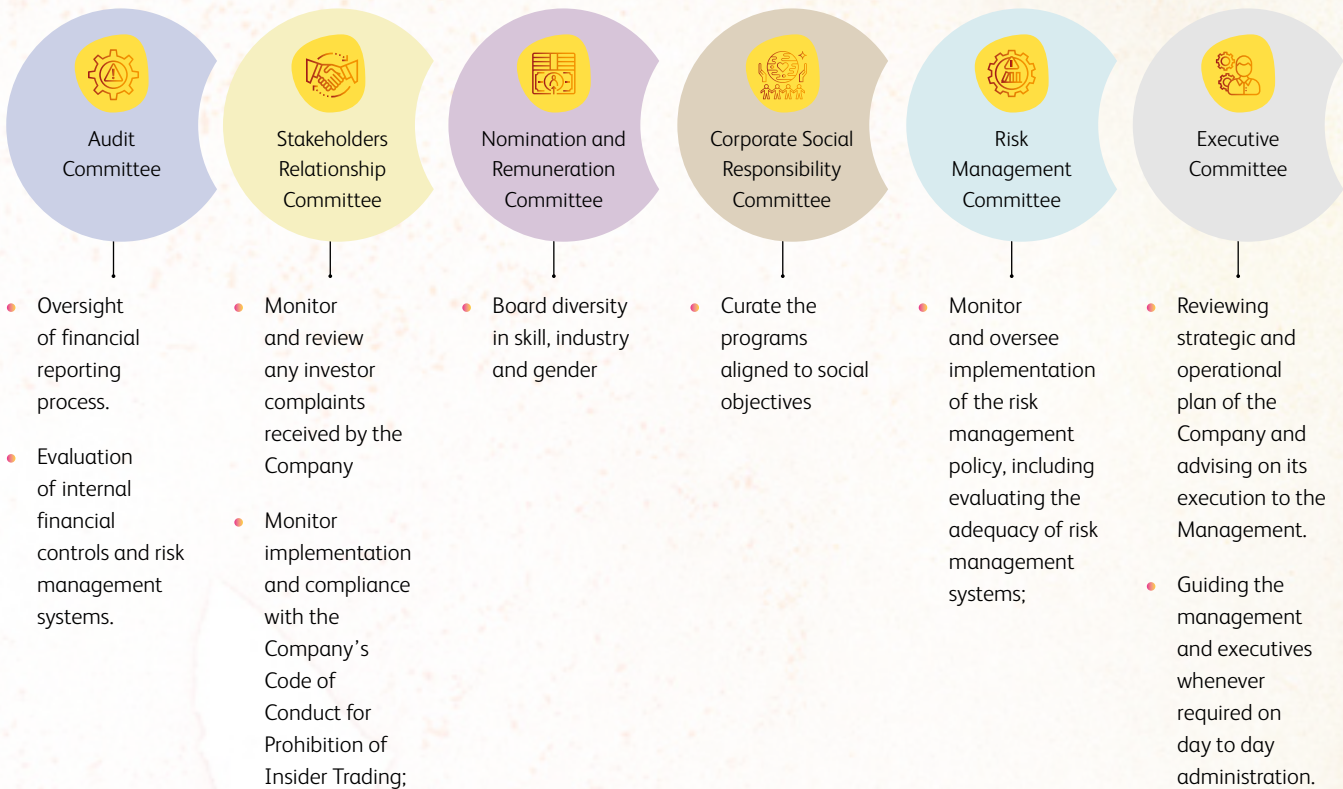 Audit
Committee
Stakeholders
Relationship
Committee
Nomination and
Remuneration
Committee
Corporate Social
Responsibility
Committee
Risk
Management
Committee
Executive
Committee
• Oversight
of financial
reporting
process.
• Evaluation
of internal
financial
controls and risk
management
systems.
• Monitor
and review
any investor
complaints
received by the
Company
• Monitor
implementation
and compliance
with the
Company’s
Code of
Conduct for
Prohibition of
Insider Trading;
• Board diversity
in skill, industry
and gender
• Curate the
programs
aligned to social
objectives
• Monitor
and oversee
implementation
of the risk
management
policy, including
evaluating the
adequacy of risk
management
systems;
• Reviewing
strategic and
operational
plan of the
Company and
advising on its
execution to the
Management.
• Guiding the
management
and executives
whenever
required on
day to day
administration.